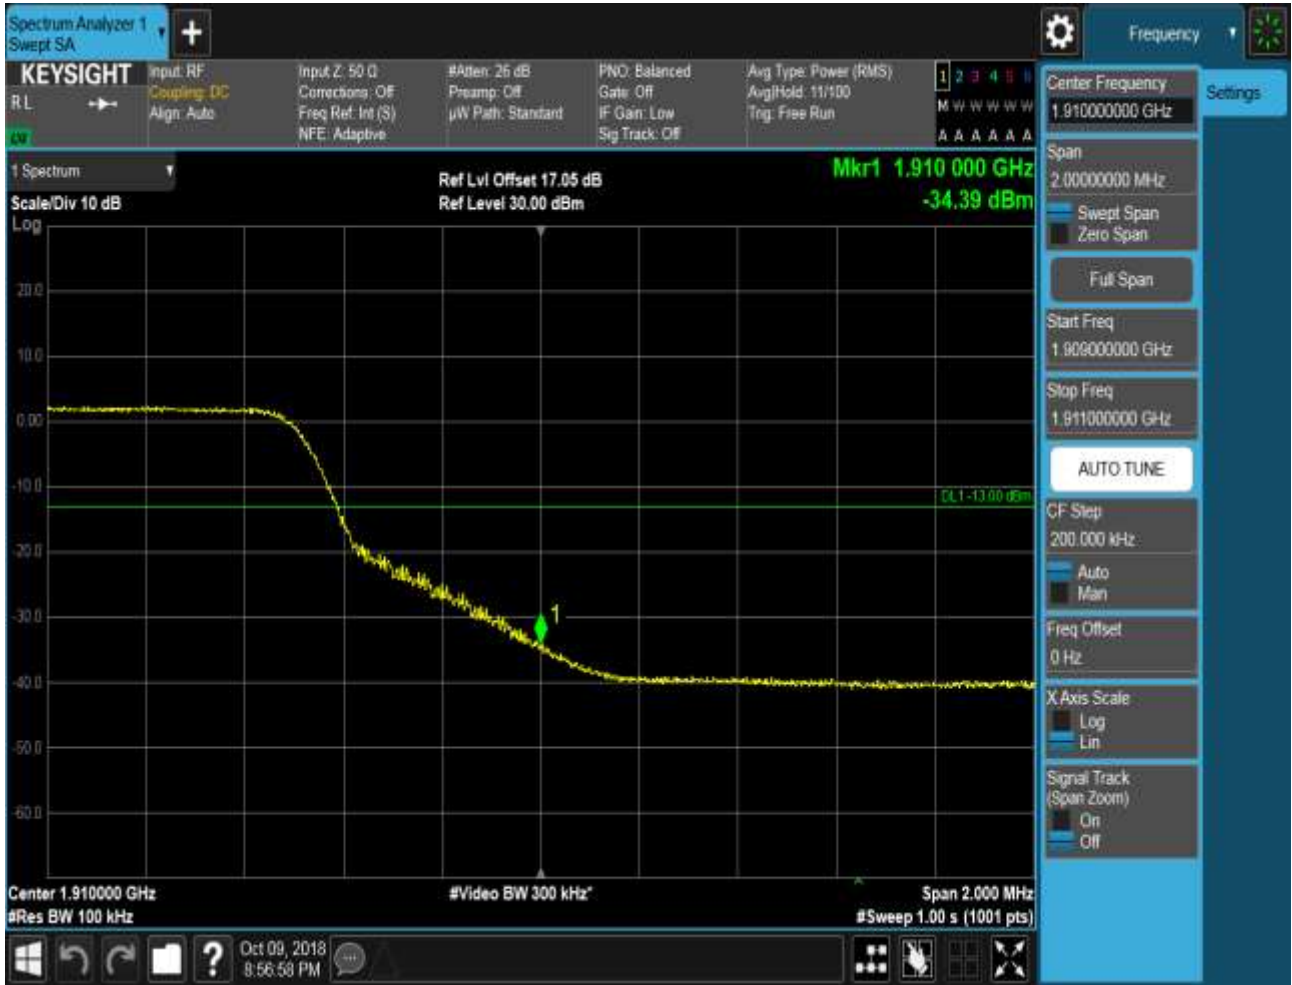 Spectrum Analyzer 1
Swept SA
+
Frequency
KEYSIGHT
R L
Input: RF
Coupling: DC
Align: Auto
Input Z: 50 Ω
Corrections: Off
Freq Ref: Int (S)
NFE: Adaptive
#Atten: 26 dB
Preamp: Off
µW Path: Standard
PNO: Balanced
Gate: Off
IF Gain: Low
Sig Track: Off
Avg Type: Power (RMS)
Avg|Hold: 11/100
Trig: Free Run
1 2 3 4 5 6
M W W W W W
A A A A A A
1 Spectrum
Scale/Div 10 dB
Log
Ref Lvl Offset 17.05 dB
Ref Level 30.00 dBm
Mkr1 1.910 000 GHz
-34.39 dBm
20.0
10.0
0.00
-10.0
-20.0
-30.0
-40.0
-50.0
-60.0
DL1 -13.00 dBm
1
Center 1.910000 GHz
#Res BW 100 kHz
#Video BW 300 kHz*
Span 2.000 MHz
#Sweep 1.00 s (1001 pts)
Center Frequency
1.910000000 GHz
Settings
Span
2.00000000 MHz
Swept Span
Zero Span
Full Span
Start Freq
1.909000000 GHz
Stop Freq
1.911000000 GHz
AUTO TUNE
CF Step
200.000 kHz
Auto
Man
Freq Offset
0 Hz
X Axis Scale
Log
Lin
Signal Track
(Span Zoom)
On
Off
?
Oct 09, 2018
8:56:58 PM